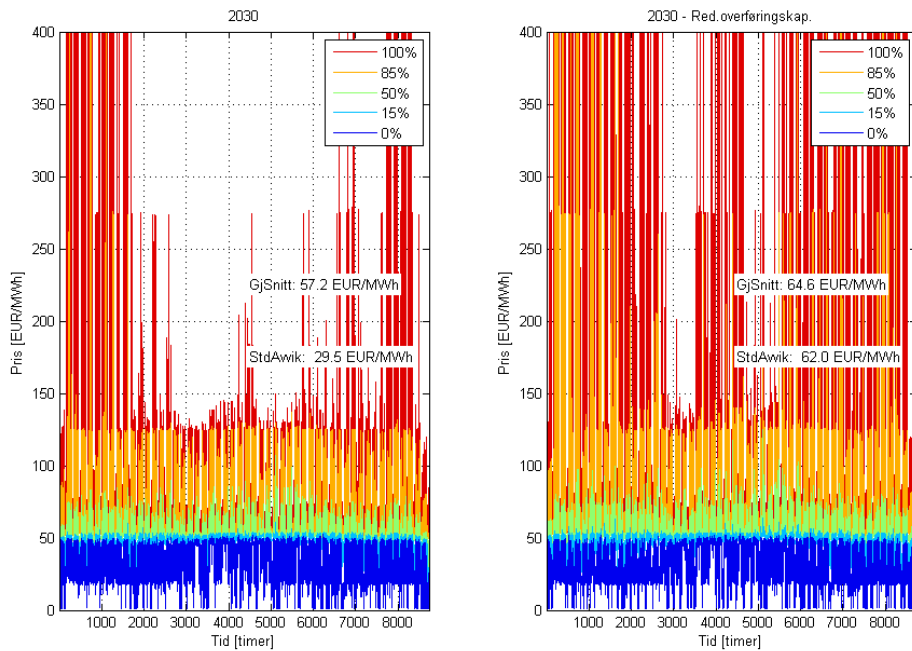 2030
400
350
300
250
200
150
100
50
0
Pris [EUR/MWh]
100%
85%
50%
15%
0%
GjSnitt: 57.2 EUR/MWh
StdAwik: 29.5 EUR/MWh
1000 2000 3000 4000 5000 6000 7000 8000
Tid [timer]
2030 - Red.overføringskap.
400
350
300
250
200
150
100
50
0
Pris [EUR/MWh]
100%
85%
50%
15%
0%
GjSnitt: 64.6 EUR/MWh
StdAwik: 62.0 EUR/MWh
1000 2000 3000 4000 5000 6000 7000 8000
Tid [timer]